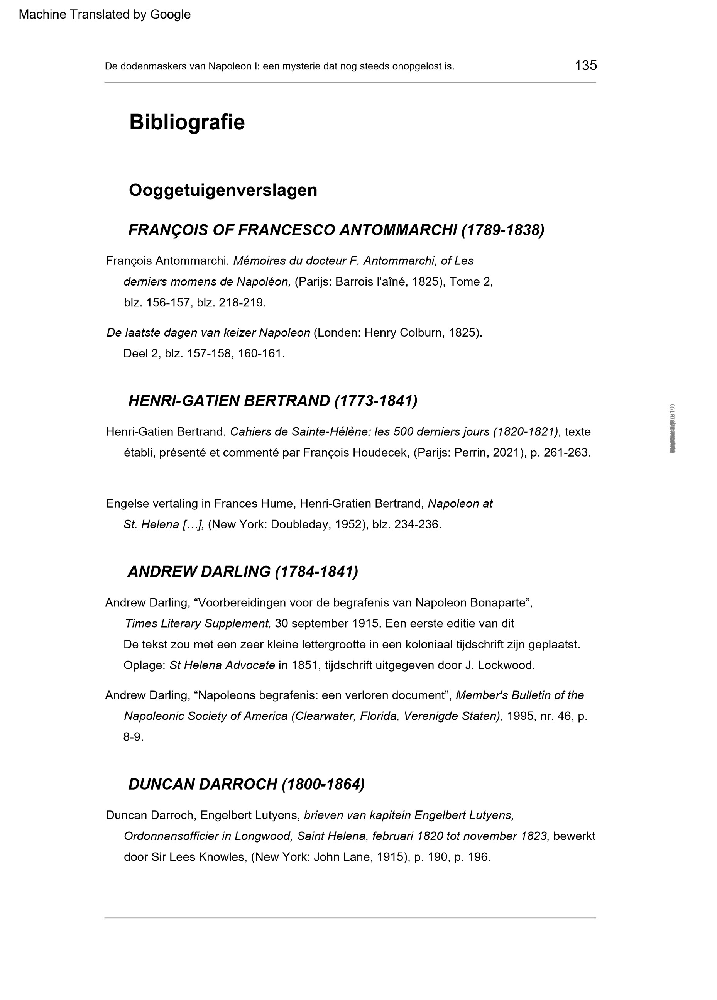 Machine Translated by Google
De dodenmaskers van Napoleon I: een mysterie dat nog steeds onopgelost is.
135
Bibliografie
Ooggetuigenverslagen
FRANÇOIS OF FRANCESCO ANTOMMARCHI (1789-1838)
François Antommarchi, Mémoires du docteur F. Antommarchi, of Les
derniers momens de Napoléon, (Parijs: Barrois l'aîné, 1825), Tome 2,
blz. 156-157, blz. 218-219.
De laatste dagen van keizer Napoleon (Londen: Henry Colburn, 1825).
Deel 2, blz. 157-158, 160-161.
HENRI-GATIEN BERTRAND (1773-1841)
Henri-Gatien Bertrand, Cahiers de Sainte-Hélène: les 500 derniers jours (1820-1821), texte
établi, présenté et commenté par François Houdecek, (Parijs: Perrin, 2021), p. 261-263.
Engelse vertaling in Frances Hume, Henri-Gratien Bertrand, Napoleon at
St. Helena […], (New York: Doubleday, 1952), blz. 234-236.
ANDREW DARLING (1784-1841)
Andrew Darling, “Voorbereidingen voor de begrafenis van Napoleon Bonaparte”,
Times Literary Supplement, 30 september 1915. Een eerste editie van dit
De tekst zou met een zeer kleine lettergrootte in een koloniaal tijdschrift zijn geplaatst.
Oplage: St Helena Advocate in 1851, tijdschrift uitgegeven door J. Lockwood.
Andrew Darling, “Napoleons begrafenis: een verloren document”, Member's Bulletin of the
Napoleonic Society of America (Clearwater, Florida, Verenigde Staten), 1995, nr. 46, p.
8-9.
DUNCAN DARROCH (1800-1864)
Duncan Darroch, Engelbert Lutyens, brieven van kapitein Engelbert Lutyens,
Ordonnansofficier in Longwood, Saint Helena, februari 1820 tot november 1823, bewerkt
door Sir Lees Knowles, (New York: John Lane, 1915), p. 190, p. 196.